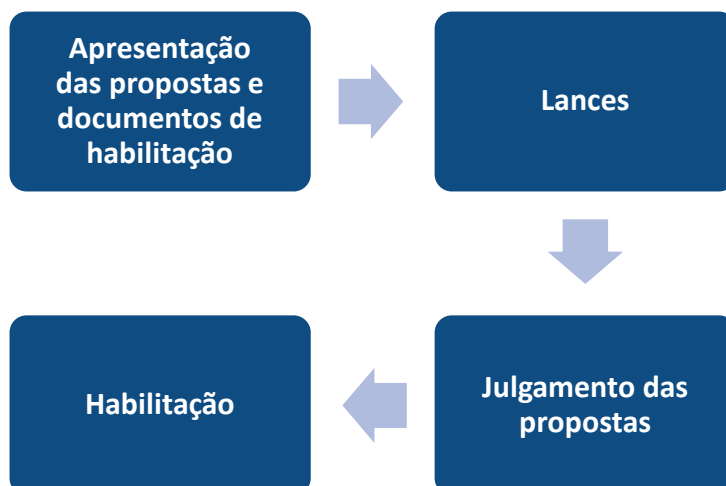 Apresentação
das propostas e
documentos de
habilitação
Lances
Julgamento das
propostas
Habilitação